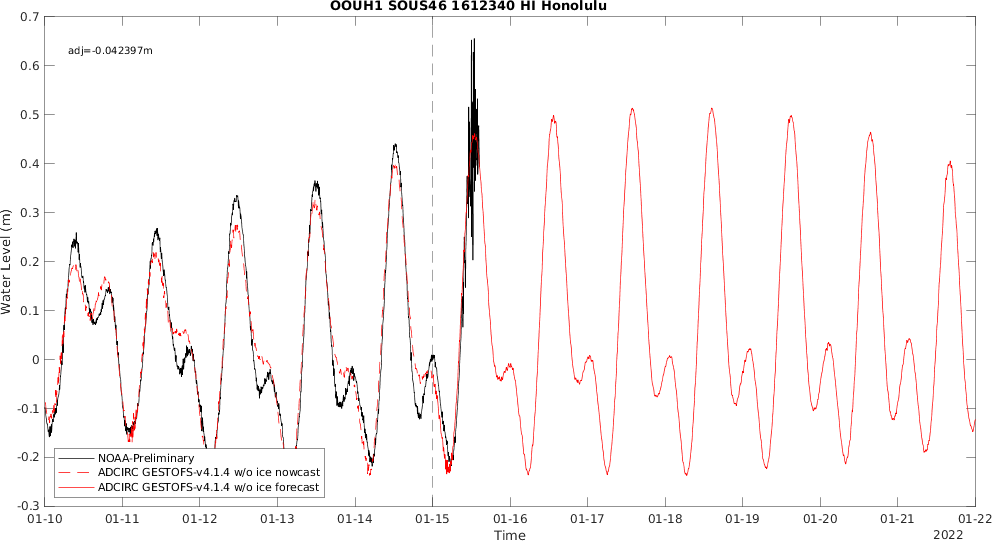 OOUH1 SOUS46 1612340 HI Honolulu
adj=-0.042397m
Water Level (m)
0.7
0.6
0.5
0.4
0.3
0.2
0.1
0
-0.1
-0.2
-0.3
NOAA-Preliminary
ADCIRC GESTOFS-v4.1.4 w/o ice nowcast
ADCIRC GESTOFS-v4.1.4 w/o ice forecast
01-10 01-11 01-12 01-13 01-14 01-15 01-16 01-17 01-18 01-19 01-20 01-21 01-22
Time
2022